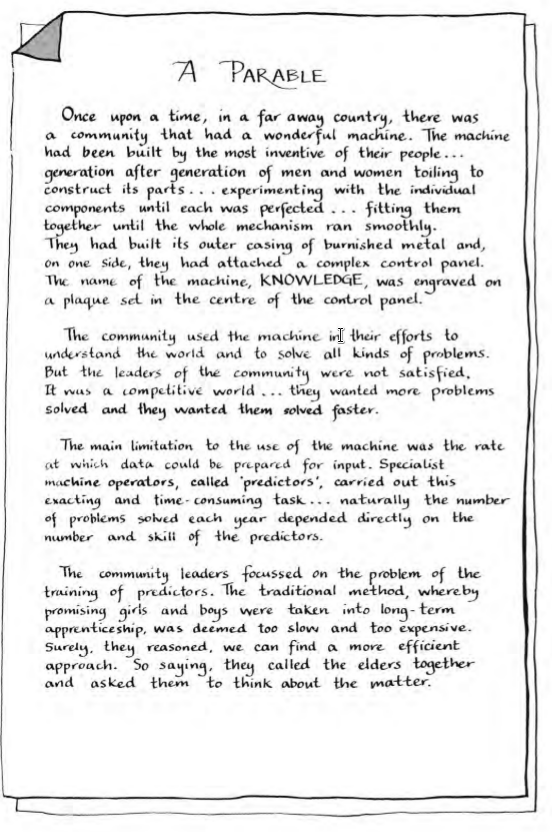 A PARABLE
Once upon a time, in a far away country, there was
a community that had a wonderful machine. The machine
had been built by the most inventive of their people...
generation after generation of men and women toiling to
construct its parts... experimenting with the individual
components until each was perfected... fitting them
together until the whole mechanism ran smoothly.
They had built its outer casing of burnished metal and,
on one side, they had attached a complex control panel.
The name of the machine, KNOWLEDGE, was engraved on
a plaque set in the centre of the control panel.
The community used the machine in their efforts to
understand the world and to solve all kinds of problems.
But the leaders of the community were not satisfied.
It was a competitive world... they wanted more problems
solved and they wanted them solved faster.
The main limitation to the use of the machine was the rate
at which data could be prepared for input. Specialist
machine operators, called 'predictors', carried out this
exacting and time-consuming task... naturally the number
of problems solved each year depended directly on the
number and skill of the predictors.
The community leaders focussed on the problem of the
training of predictors. The traditional method, whereby
promising girls and boys were taken into long-term
apprenticeship, was deemed too slow and too expensive.
Surely, they reasoned, we can find a more efficient
approach. So saying, they called the elders together
and asked them to think about the matter.